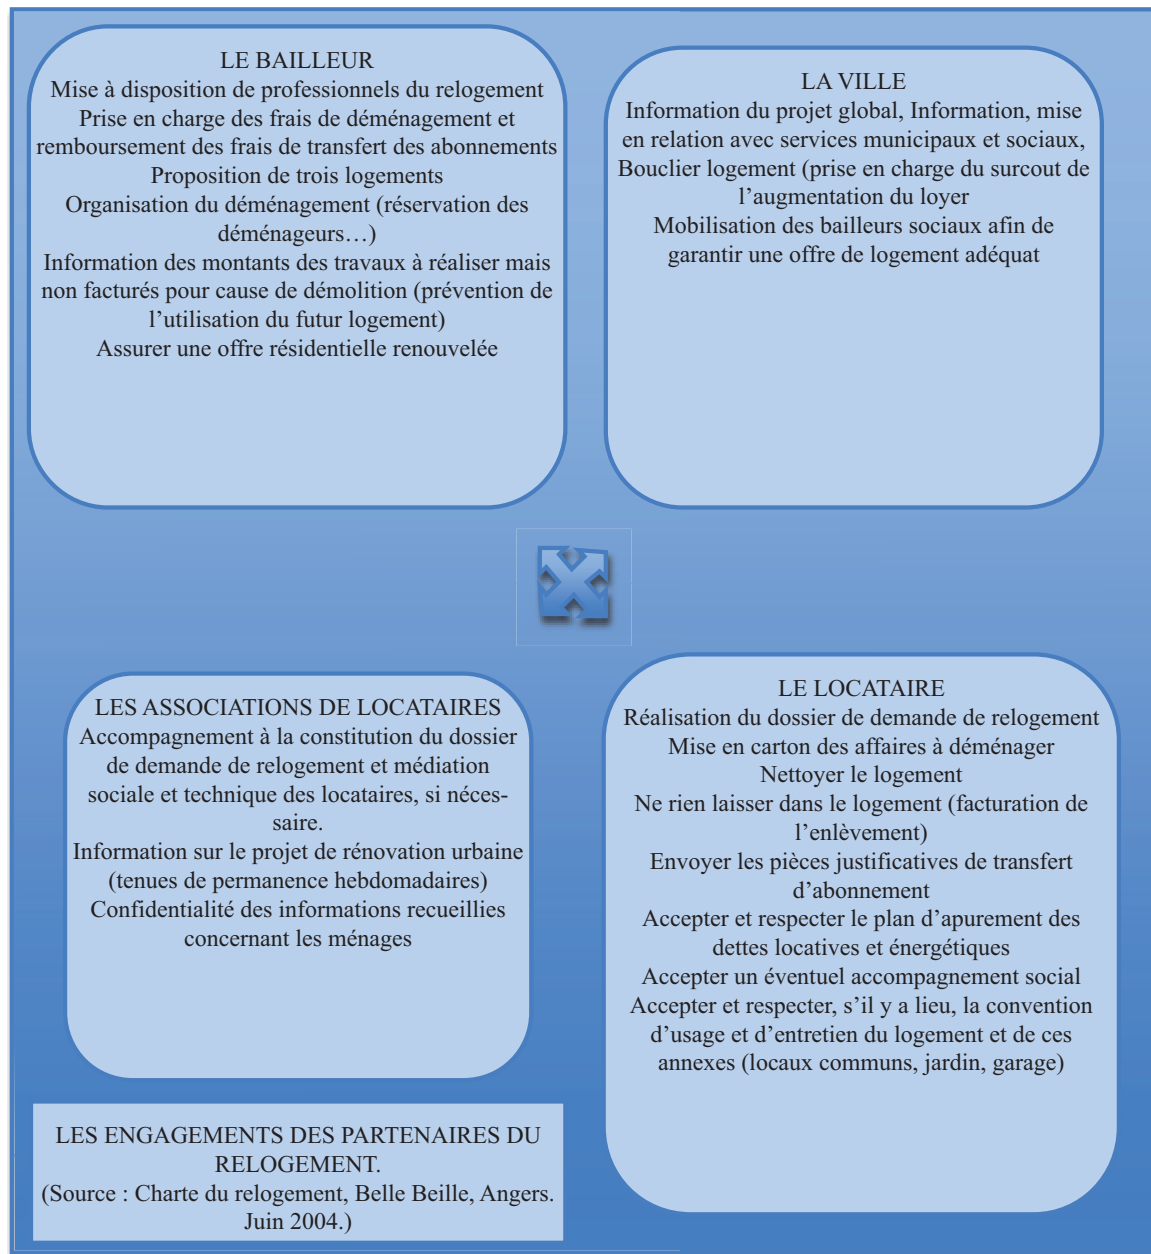 LE BAILLEUR
Mise à disposition de professionnels du relogement
Prise en charge des frais de déménagement et
remboursement des frais de transfert des abonnements
Proposition de trois logements
Organisation du déménagement (réservation des
déménageurs…)
Information des montants des travaux à réaliser mais
non facturés pour cause de démolition (prévention de
l’utilisation du futur logement)
Assurer une offre résidentielle renouvelée
LA VILLE
Information du projet global, Information, mise
en relation avec services municipaux et sociaux,
Bouclier logement (prise en charge du surcout de
l’augmentation du loyer
Mobilisation des bailleurs sociaux afin de
garantir une offre de logement adéquat
LES ASSOCIATIONS DE LOCATAIRES
Accompagnement à la constitution du dossier
de demande de relogement et médiation
sociale et technique des locataires, si néces-
saire.
Information sur le projet de rénovation urbaine
(tenues de permanence hebdomadaires)
Confidentialité des informations recueillies
concernant les ménages
LE LOCATAIRE
Réalisation du dossier de demande de relogement
Mise en carton des affaires à déménager
Nettoyer le logement
Ne rien laisser dans le logement (facturation de
l’enlèvement)
Envoyer les pièces justificatives de transfert
d’abonnement
Accepter et respecter le plan d’apurement des
dettes locatives et énergétiques
Accepter un éventuel accompagnement social
Accepter et respecter, s’il y a lieu, la convention
d’usage et d’entretien du logement et de ces
annexes (locaux communs, jardin, garage)
LES ENGAGEMENTS DES PARTENAIRES DU
RELOGEMENT.
(Source : Charte du relogement, Belle Beille, Angers.
Juin 2004.)